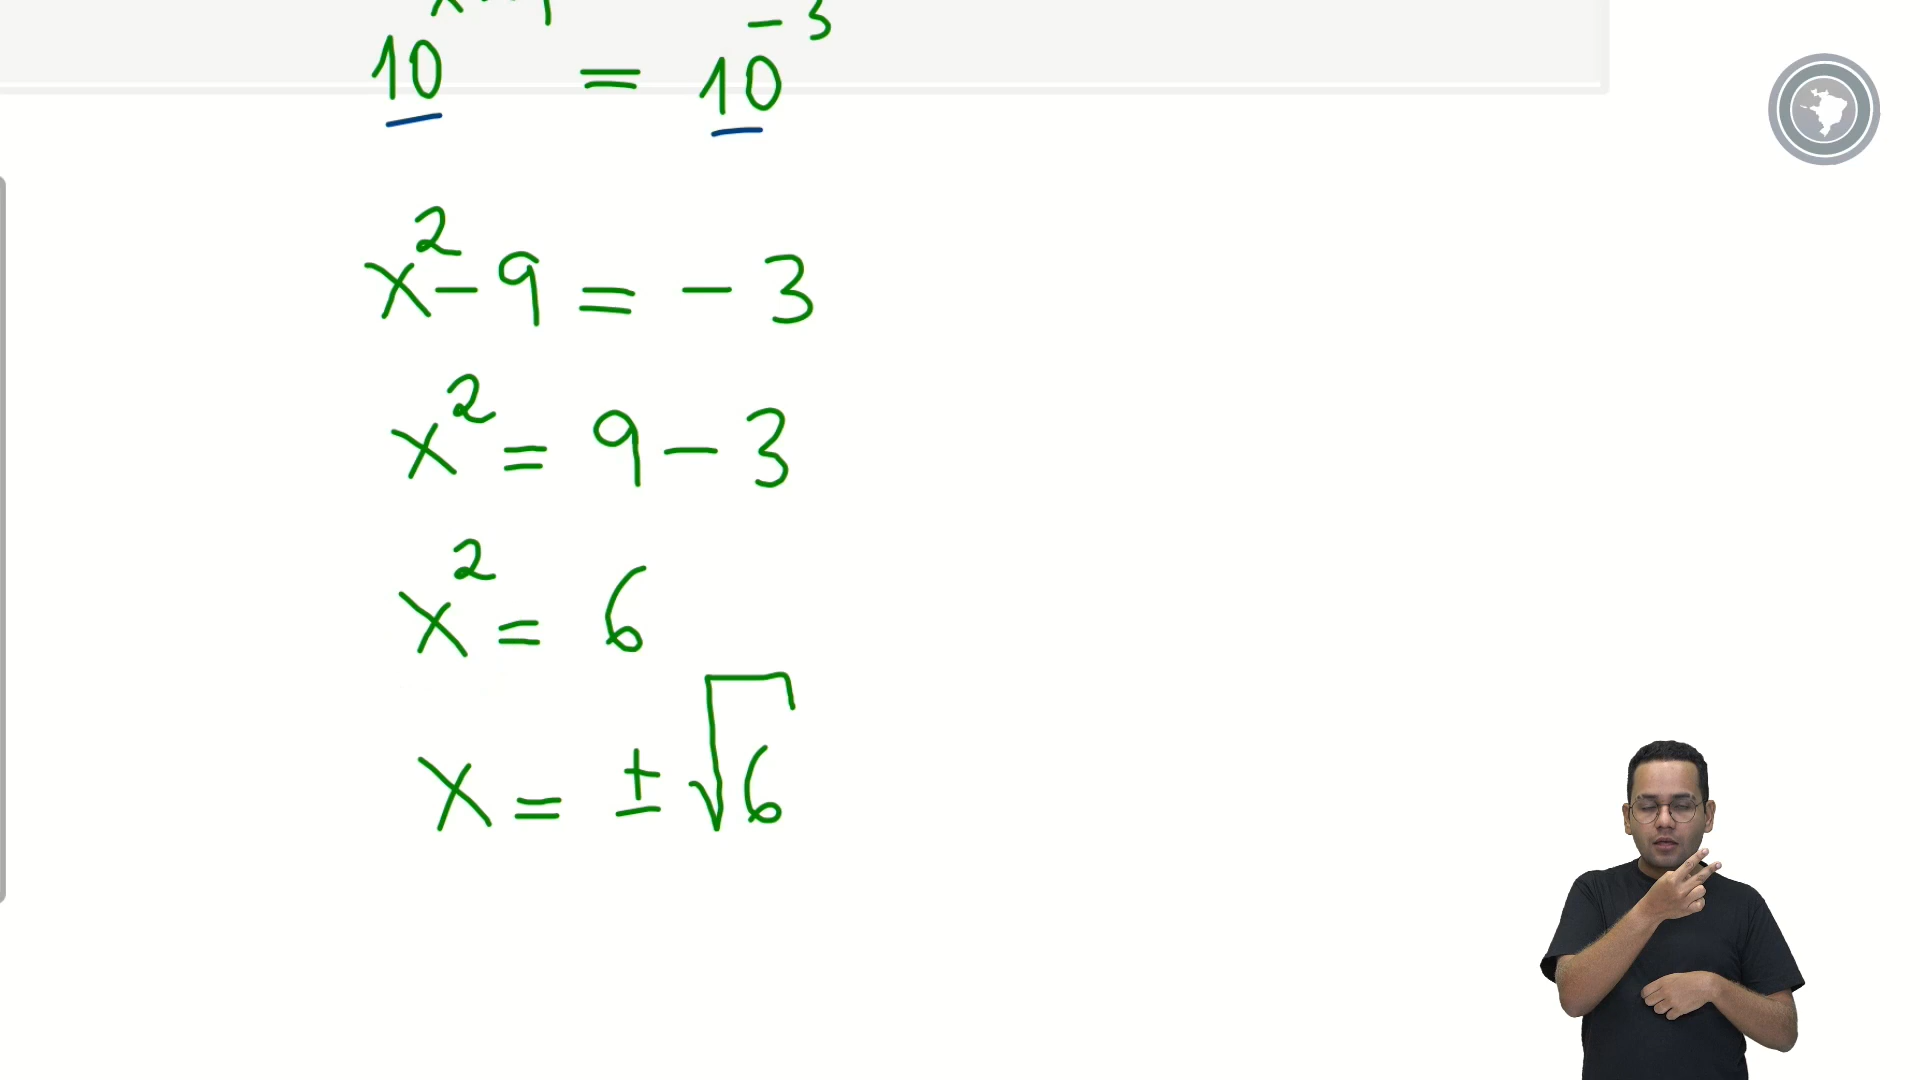 10 = 10⁻³
x² - 9 = - 3
x² = 9 - 3
x² = 6
x = ± √6